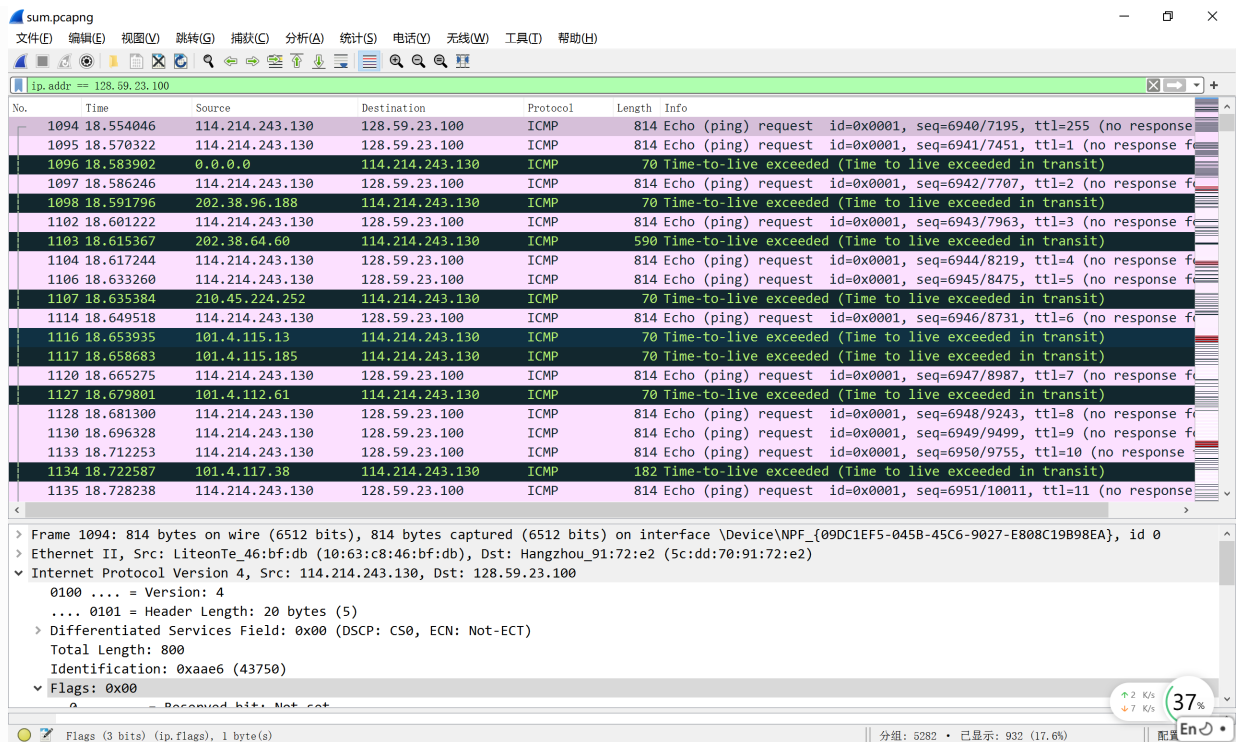 sum.pcapng
文件(F) 编辑(E) 视图(V) 跳转(G) 捕获(C) 分析(A) 统计(S) 电话(Y) 无线(W) 工具(T) 帮助(H)
ip.addr == 128.59.23.100
No. Time Source Destination Protocol Length Info
1094 18.554046 114.214.243.130 128.59.23.100 ICMP 814 Echo (ping) request id=0x0001, seq=6940/7195, ttl=255 (no response
1095 18.570322 114.214.243.130 128.59.23.100 ICMP 814 Echo (ping) request id=0x0001, seq=6941/7451, ttl=1 (no response fo
1096 18.583902 0.0.0.0 114.214.243.130 ICMP 70 Time-to-live exceeded (Time to live exceeded in transit)
1097 18.586246 114.214.243.130 128.59.23.100 ICMP 814 Echo (ping) request id=0x0001, seq=6942/7707, ttl=2 (no response fo
1098 18.591796 202.38.96.188 114.214.243.130 ICMP 70 Time-to-live exceeded (Time to live exceeded in transit)
1102 18.601222 114.214.243.130 128.59.23.100 ICMP 814 Echo (ping) request id=0x0001, seq=6943/7963, ttl=3 (no response fo
1103 18.615367 202.38.64.60 114.214.243.130 ICMP 590 Time-to-live exceeded (Time to live exceeded in transit)
1104 18.617244 114.214.243.130 128.59.23.100 ICMP 814 Echo (ping) request id=0x0001, seq=6944/8219, ttl=4 (no response fo
1106 18.633260 114.214.243.130 128.59.23.100 ICMP 814 Echo (ping) request id=0x0001, seq=6945/8475, ttl=5 (no response fo
1107 18.635384 210.45.224.252 114.214.243.130 ICMP 70 Time-to-live exceeded (Time to live exceeded in transit)
1114 18.649518 114.214.243.130 128.59.23.100 ICMP 814 Echo (ping) request id=0x0001, seq=6946/8731, ttl=6 (no response fo
1116 18.653935 101.4.115.13 114.214.243.130 ICMP 70 Time-to-live exceeded (Time to live exceeded in transit)
1117 18.658683 101.4.115.185 114.214.243.130 ICMP 70 Time-to-live exceeded (Time to live exceeded in transit)
1120 18.665275 114.214.243.130 128.59.23.100 ICMP 814 Echo (ping) request id=0x0001, seq=6947/8987, ttl=7 (no response fo
1127 18.679801 101.4.112.61 114.214.243.130 ICMP 70 Time-to-live exceeded (Time to live exceeded in transit)
1128 18.681300 114.214.243.130 128.59.23.100 ICMP 814 Echo (ping) request id=0x0001, seq=6948/9243, ttl=8 (no response fo
1130 18.696328 114.214.243.130 128.59.23.100 ICMP 814 Echo (ping) request id=0x0001, seq=6949/9499, ttl=9 (no response fo
1133 18.712253 114.214.243.130 128.59.23.100 ICMP 814 Echo (ping) request id=0x0001, seq=6950/9755, ttl=10 (no response
1134 18.722587 101.4.117.38 114.214.243.130 ICMP 182 Time-to-live exceeded (Time to live exceeded in transit)
1135 18.728238 114.214.243.130 128.59.23.100 ICMP 814 Echo (ping) request id=0x0001, seq=6951/10011, ttl=11 (no response
Frame 1094: 814 bytes on wire (6512 bits), 814 bytes captured (6512 bits) on interface \Device\NPF_{09DC1EF5-045B-45C6-9027-E808C19B98EA}, id 0
Ethernet II, Src: LiteonTe_46:bf:db (10:63:c8:46:bf:db), Dst: Hangzhou_91:72:e2 (5c:dd:70:91:72:e2)
Internet Protocol Version 4, Src: 114.214.243.130, Dst: 128.59.23.100
0100 .... = Version: 4
.... 0101 = Header Length: 20 bytes (5)
Differentiated Services Field: 0x00 (DSCP: CS0, ECN: Not-ECT)
Total Length: 800
Identification: 0xaae6 (43750)
Flags: 0x00
0... .... = Reserved bit: Not set
↑ 2 K/s
↓ 7 K/s
37%
Flags (3 bits) (ip.flags), 1 byte(s)
分组: 5282 • 已显示: 932 (17.6%)
配置
En